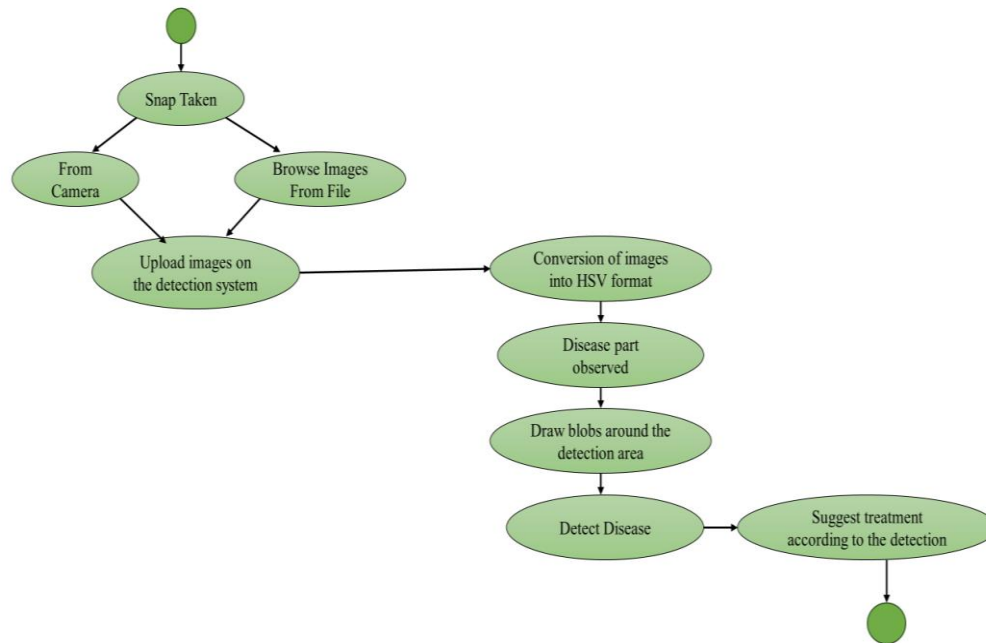 Snap Taken
From
Camera
Browse Images
From File
Upload images on
the detection system
Conversion of images
into HSV format
Disease part
observed
Draw blobs around the
detection area
Detect Disease
Suggest treatment
according to the detection